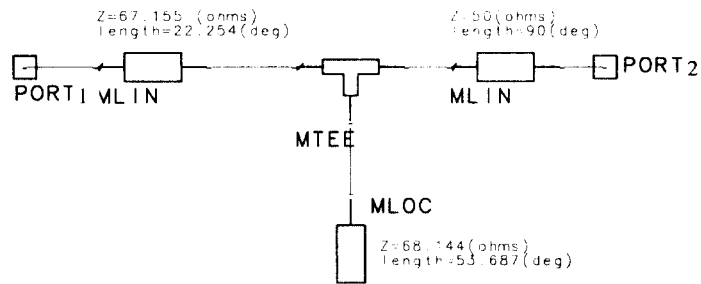 Z=67.155 (ohms)
length=22.254(deg)
Z=50(ohms)
length=90(deg)
PORT1 MLIN
MLIN
PORT2
MTEE
MLOC
Z=68.144(ohms)
length=53.687(deg)